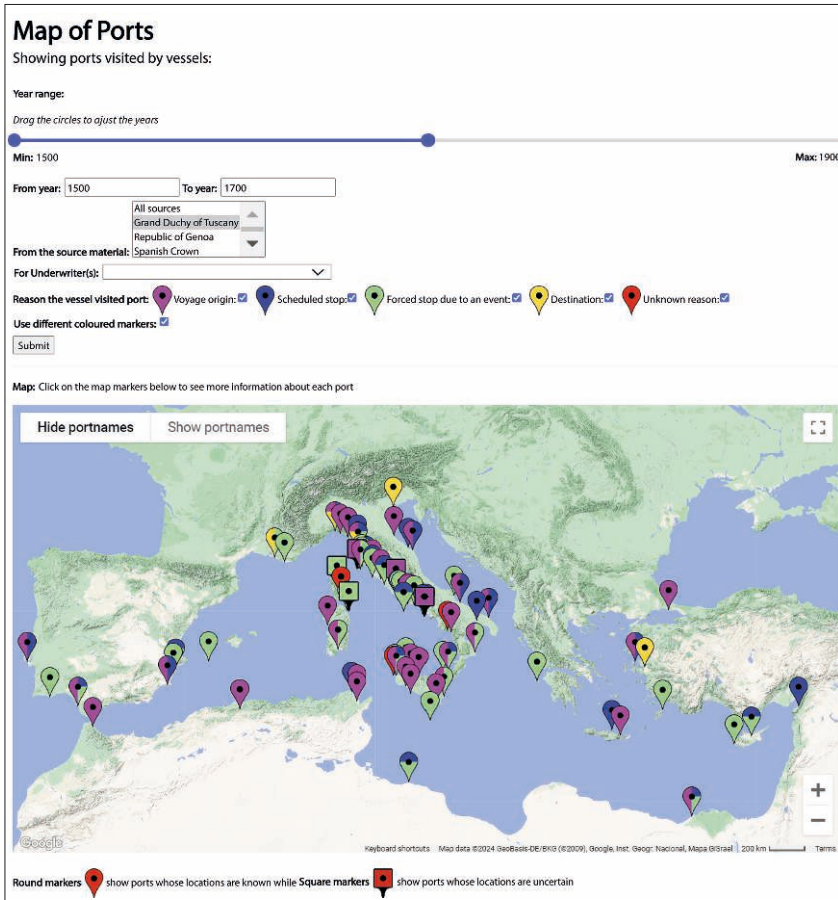 Map of Ports
Showing ports visited by vessels:
Year range:
Drag the circles to ajust the years
Min: 1500 Max: 1900
From year: 1500 To year: 1700
All sources
Grand Duchy of Tuscany
Republic of Genoa
From the source material: Spanish Crown
For Underwriter(s):
Reason the vessel visited port: Voyage origin: Scheduled stop: Forced stop due to an event: Destination: Unknown reason:
Use different coloured markers:
Submit
Map: Click on the map markers below to see more information about each port
Hide portnames Show portnames
Google
Keyboard shortcuts Map data ©2024 GeoBasis-DE/BKG (©2009), Google, Inst. Geogr. Nacional, Mapa GISrael 200 km Terms
Round markers show ports whose locations are known while Square markers show ports whose locations are uncertain